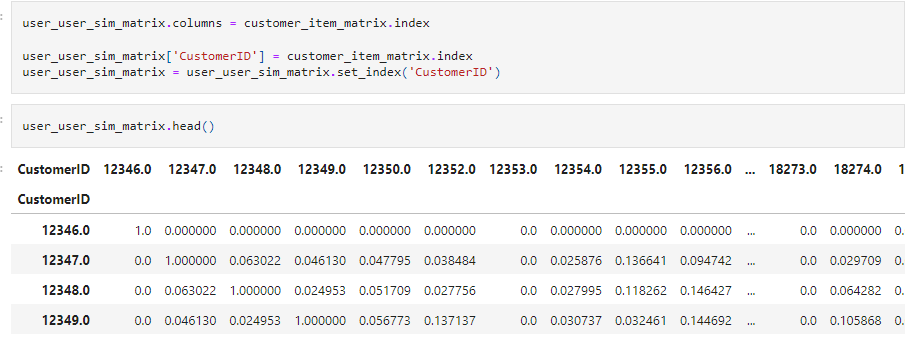 user_user_sim_matrix.columns = customer_item_matrix.index
user_user_sim_matrix['CustomerID'] = customer_item_matrix.index
user_user_sim_matrix = user_user_sim_matrix.set_index('CustomerID')
user_user_sim_matrix.head()
CustomerID 12346.0 12347.0 12348.0 12349.0 12350.0 12352.0 12353.0 12354.0 12355.0 12356.0 ... 18273.0 18274.0 1
CustomerID
12346.0 1.0 0.000000 0.000000 0.000000 0.000000 0.000000 0.0 0.000000 0.000000 0.000000 ... 0.0 0.000000 0.
12347.0 0.0 1.000000 0.063022 0.046130 0.047795 0.038484 0.0 0.025876 0.136641 0.094742 ... 0.0 0.029709 0.
12348.0 0.0 0.063022 1.000000 0.024953 0.051709 0.027756 0.0 0.027995 0.118262 0.146427 ... 0.0 0.064282 0.
12349.0 0.0 0.046130 0.024953 1.000000 0.056773 0.137137 0.0 0.030737 0.032461 0.144692 ... 0.0 0.105868 0.